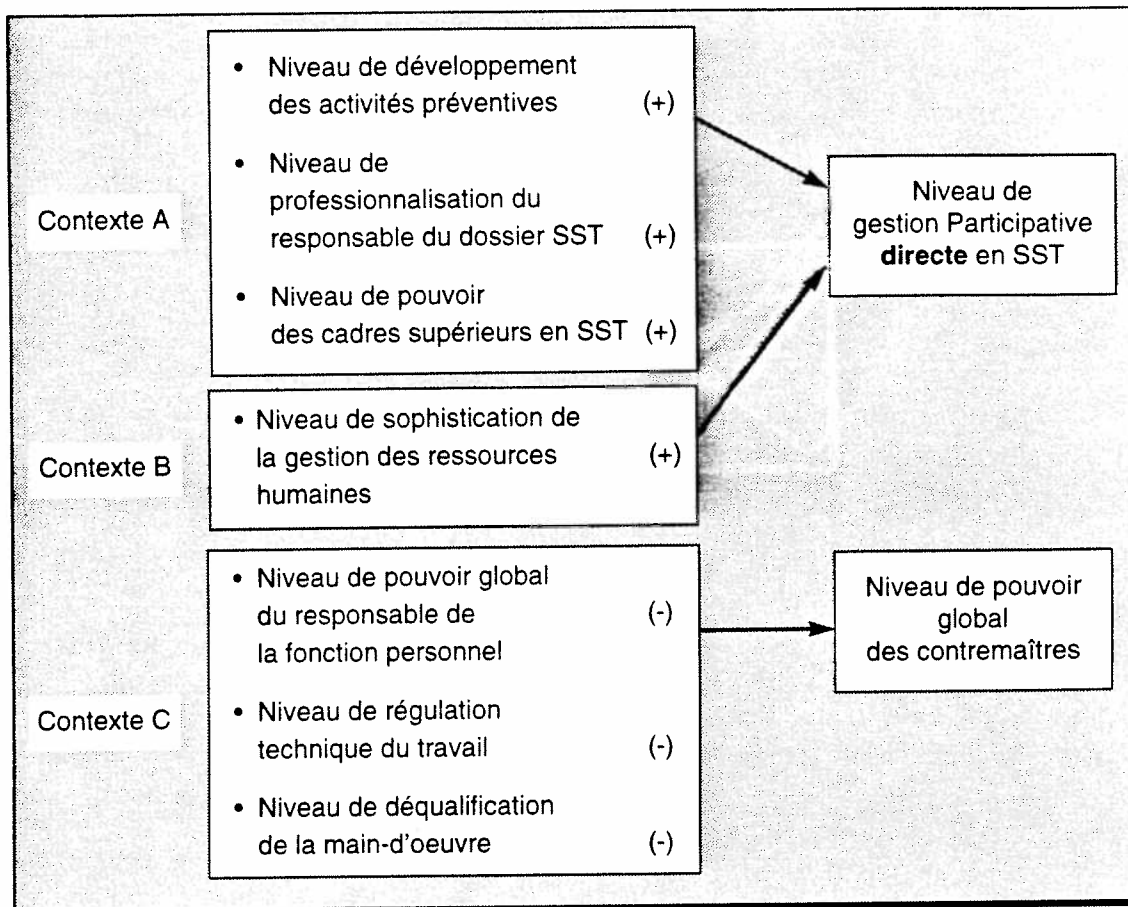 Contexte A
• Niveau de développement
des activités préventives (+)
• Niveau de
professionnalisation du
responsable du dossier SST (+)
• Niveau de pouvoir
des cadres supérieurs en SST (+)
Niveau de
gestion Participative
directe en SST
Contexte B
• Niveau de sophistication de
la gestion des ressources (+)
humaines
Contexte C
• Niveau de pouvoir global
du responsable de (-)
la fonction personnel
• Niveau de régulation
technique du travail (-)
• Niveau de déqualification
de la main-d'oeuvre (-)
Niveau de pouvoir
global
des contremaîtres